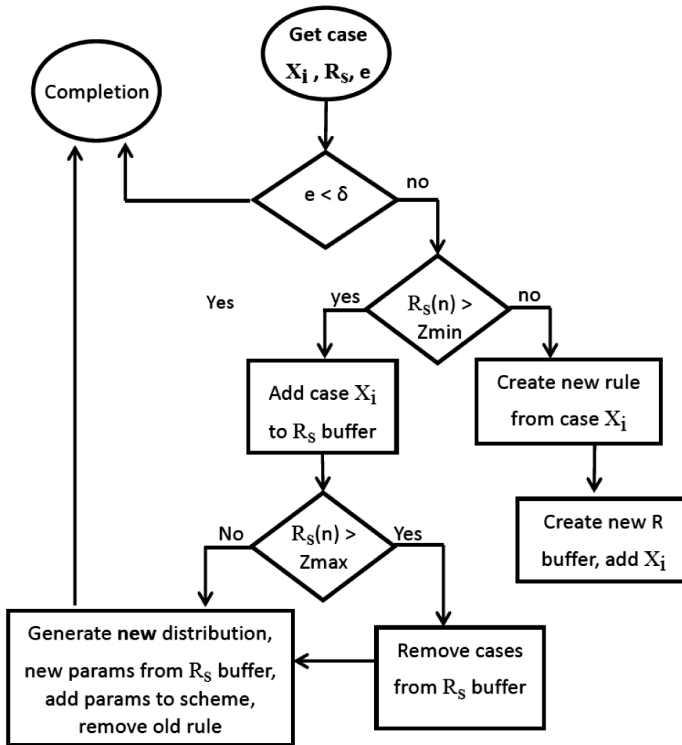 Get case
Xi , Rs, e
Completion
e < δ
no
Yes
yes
Rs(n) >
Zmin
no
Add case Xi
to Rs buffer
Create new rule
from case Xi
No
Rs(n) >
Zmax
Yes
Create new R
buffer, add Xi
Generate new distribution,
new params from Rs buffer,
add params to scheme,
remove old rule
Remove cases
from Rs buffer